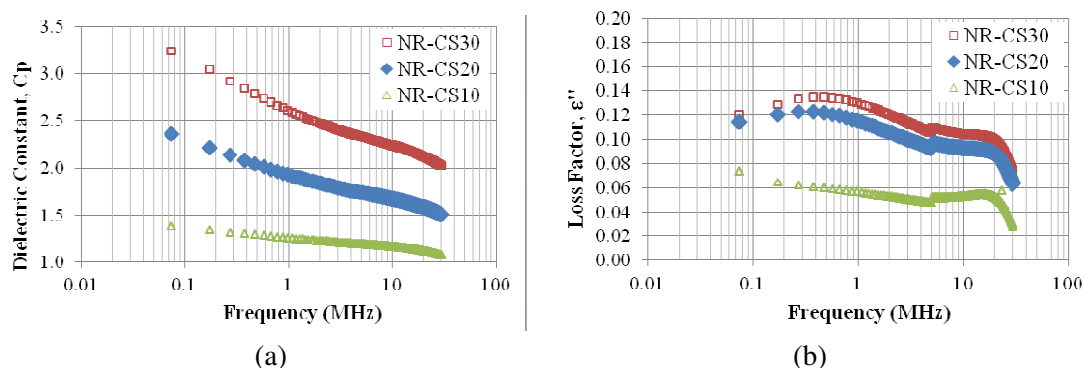 3.5
3.0
2.5
2.0
1.5
1.0
Dielectric Constant, Cp
NR-CS30
NR-CS20
NR-CS10
0.01 0.1 1 10 100
Frequency (MHz)
(a)
0.20
0.18
0.16
0.14
0.12
0.10
0.08
0.06
0.04
0.02
0.00
Loss Factor, ε"
NR-CS30
NR-CS20
NR-CS10
0.01 0.1 1 10 100
Frequency (MHz)
(b)